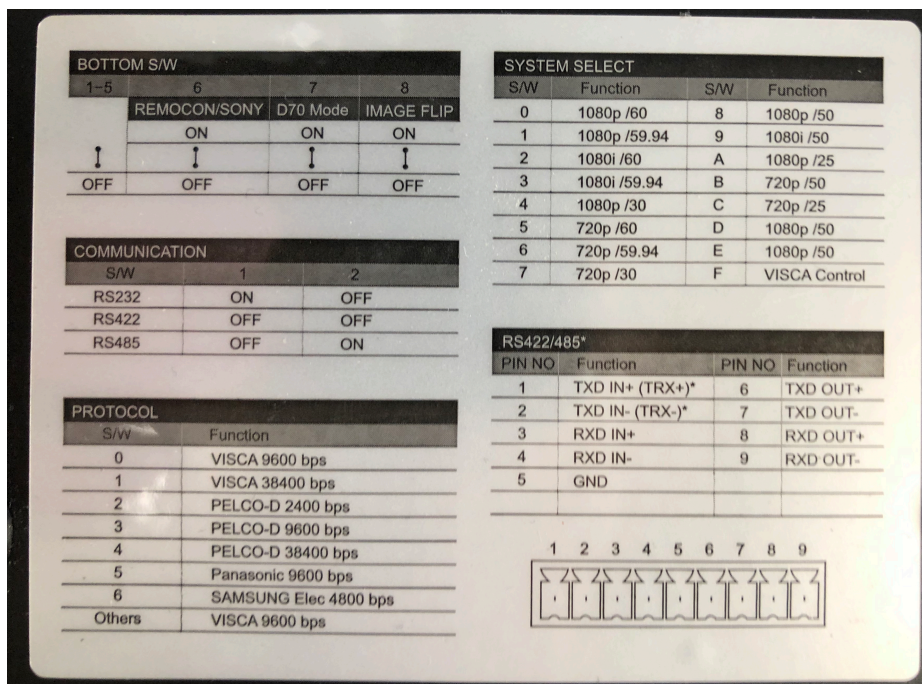 BOTTOM S/W
1-5 6 7 8
REMOCON/SONY D70 Mode IMAGE FLIP
ON ON ON
OFF OFF OFF OFF
COMMUNICATION
S/W 1 2
RS232 ON OFF
RS422 OFF OFF
RS485 OFF ON
PROTOCOL
S/W Function
0 VISCA 9600 bps
1 VISCA 38400 bps
2 PELCO-D 2400 bps
3 PELCO-D 9600 bps
4 PELCO-D 38400 bps
5 Panasonic 9600 bps
6 SAMSUNG Elec 4800 bps
Others VISCA 9600 bps
SYSTEM SELECT
S/W Function S/W Function
0 1080p /60 8 1080p /50
1 1080p /59.94 9 1080i /50
2 1080i /60 A 1080p /25
3 1080i /59.94 B 720p /50
4 1080p /30 C 720p /25
5 720p /60 D 1080p /50
6 720p /59.94 E 1080p /50
7 720p /30 F VISCA Control
RS422/485*
PIN NO Function PIN NO Function
1 TXD IN+ (TRX+)* 6 TXD OUT+
2 TXD IN- (TRX-)* 7 TXD OUT-
3 RXD IN+ 8 RXD OUT+
4 RXD IN- 9 RXD OUT-
5 GND
1 2 3 4 5 6 7 8 9